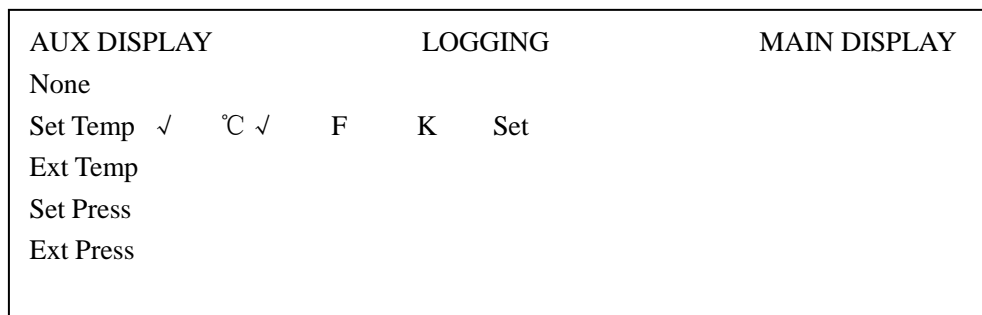 AUX DISPLAY LOGGING MAIN DISPLAY
None
Set Temp √ ℃ √ F K Set
Ext Temp
Set Press
Ext Press